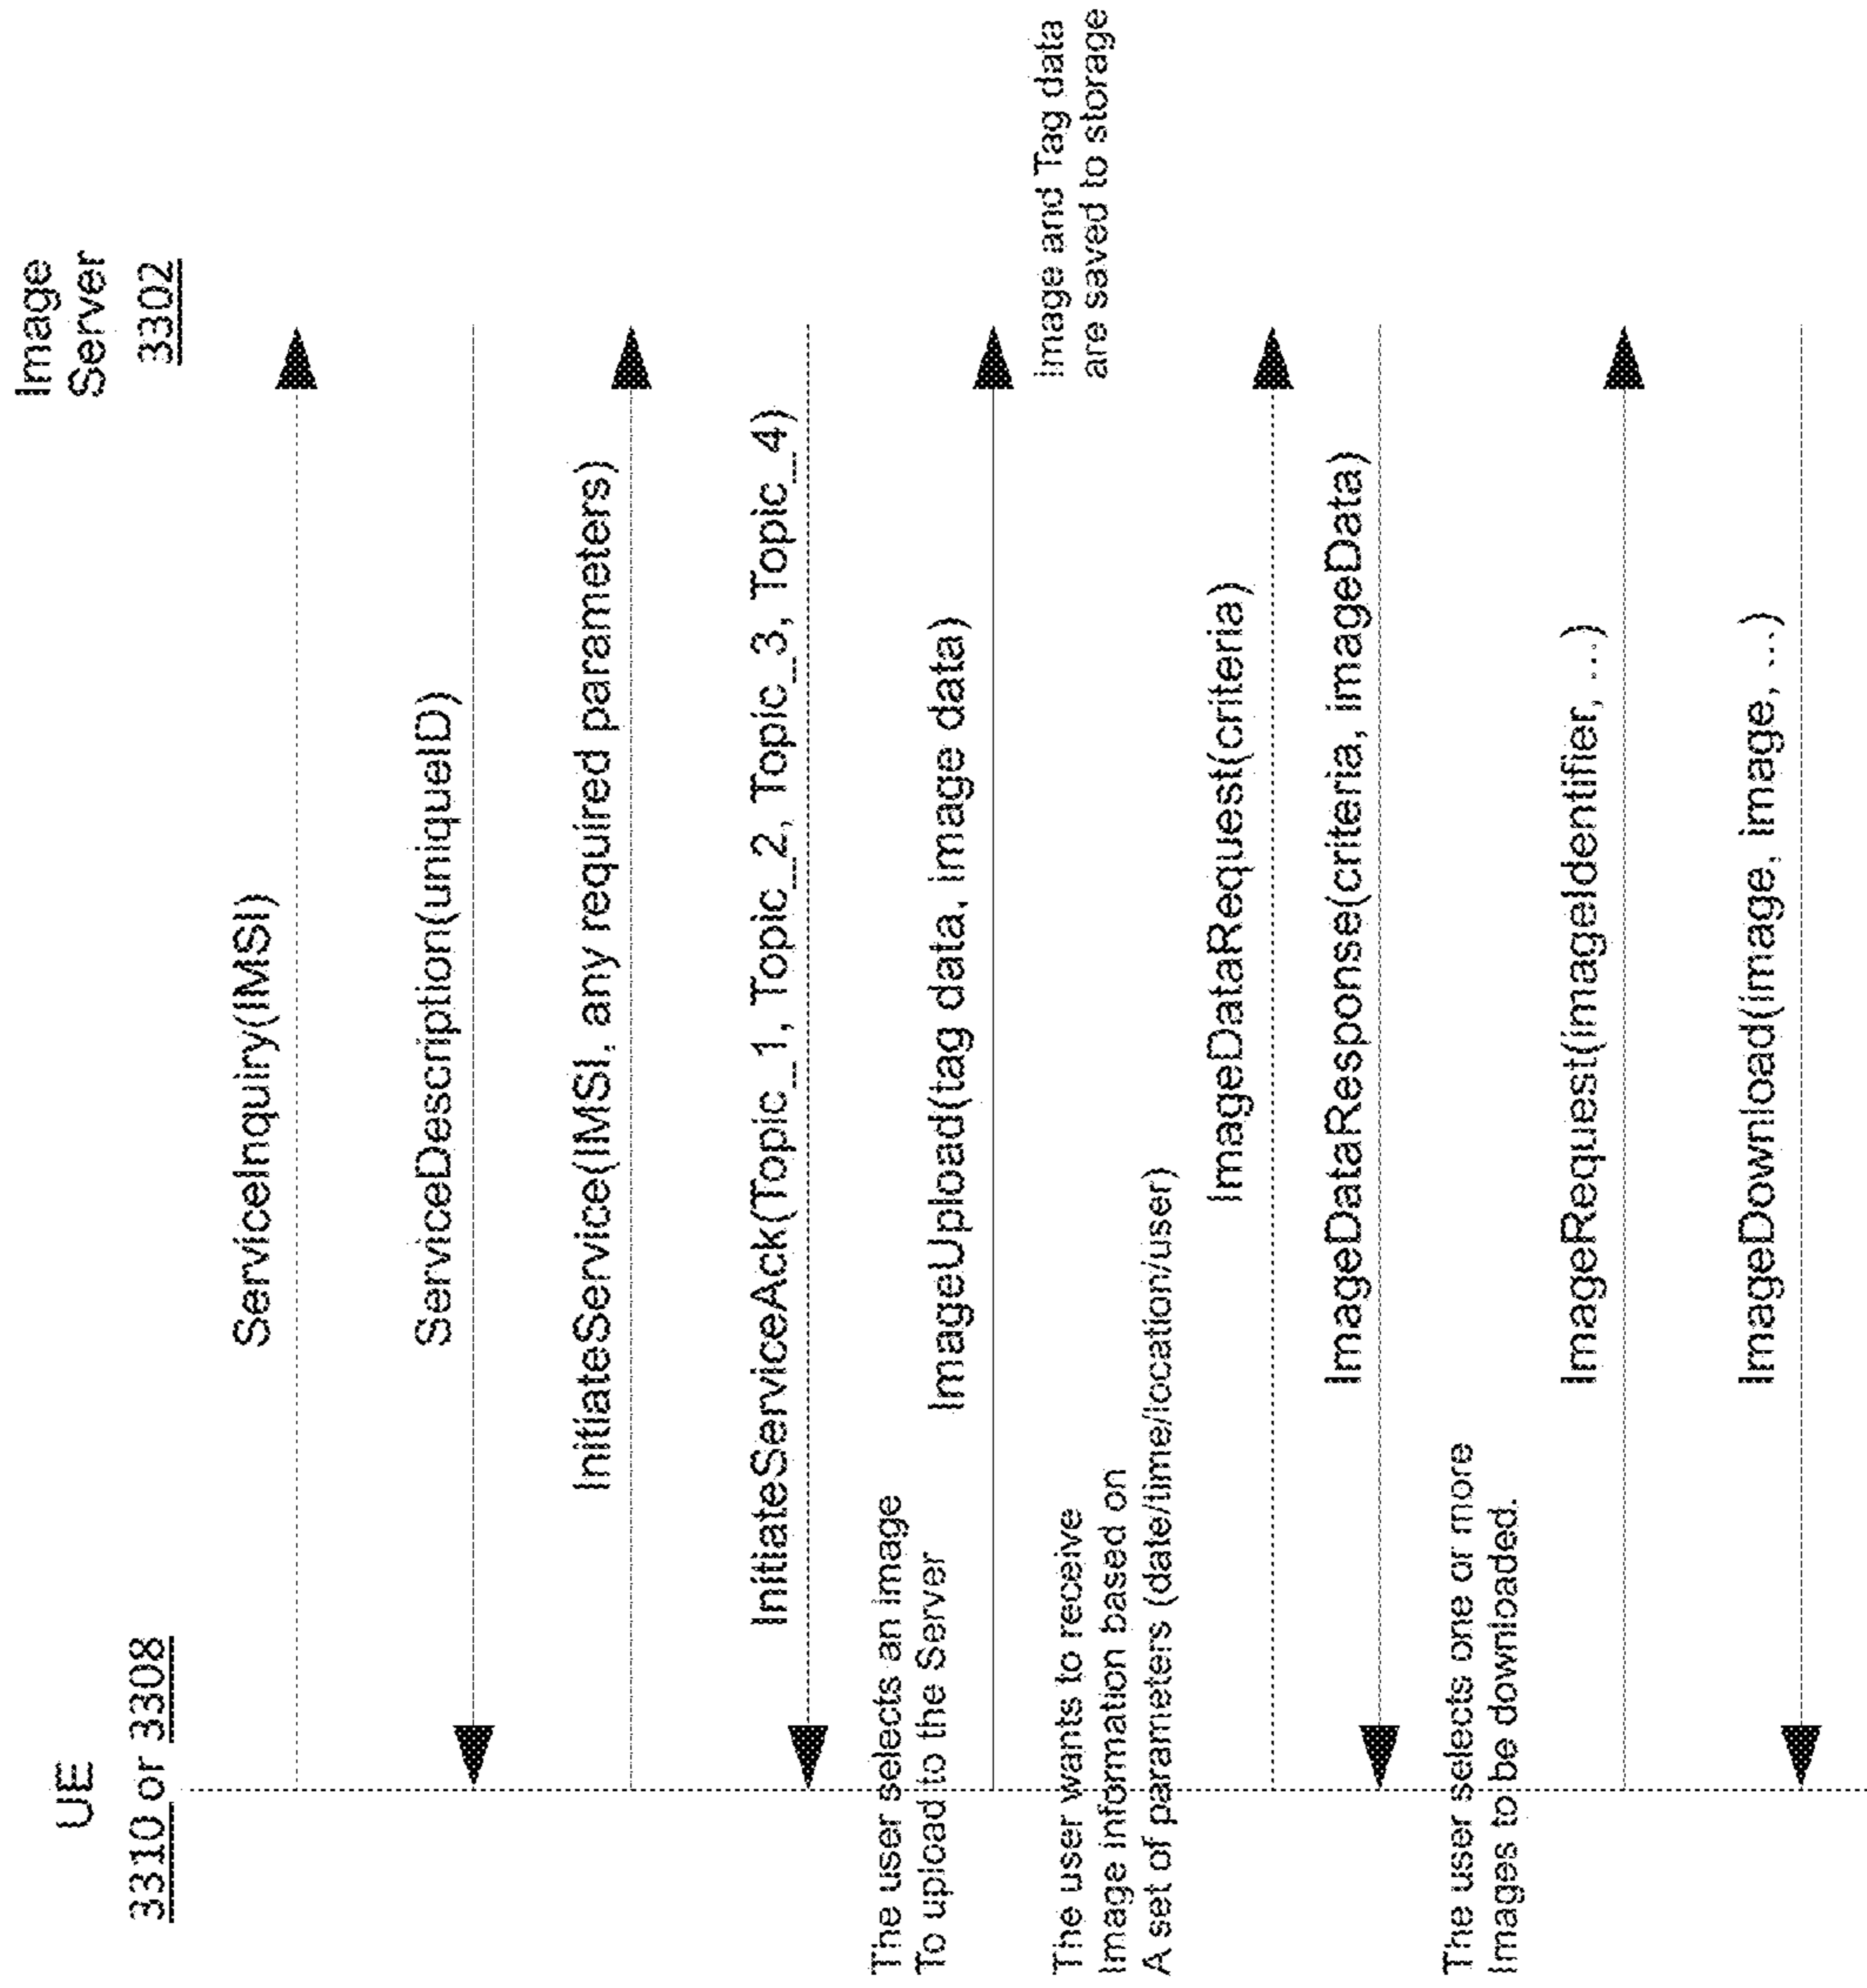 UE
3310 or 3308
Image
Server
3302
ServiceInquiry(IMSI)
ServiceDescription(uniqueID)
InitiateService(IMSI, any required parameters)
InitiateServiceAck(Topic_1, Topic_2, Topic_3, Topic_4)
The user selects an image
To upload to the Server
ImageUpload(tag data, image data)
Image and Tag data
are saved to storage
The user wants to receive
Image information based on
A set of parameters (date/time/location/user)
ImageDataRequest(criteria)
ImageDataResponse(criteria, imageData)
The user selects one or more
Images to be downloaded.
ImageRequest(imageIdentifier, ...)
ImageDownload(image, image, ...)